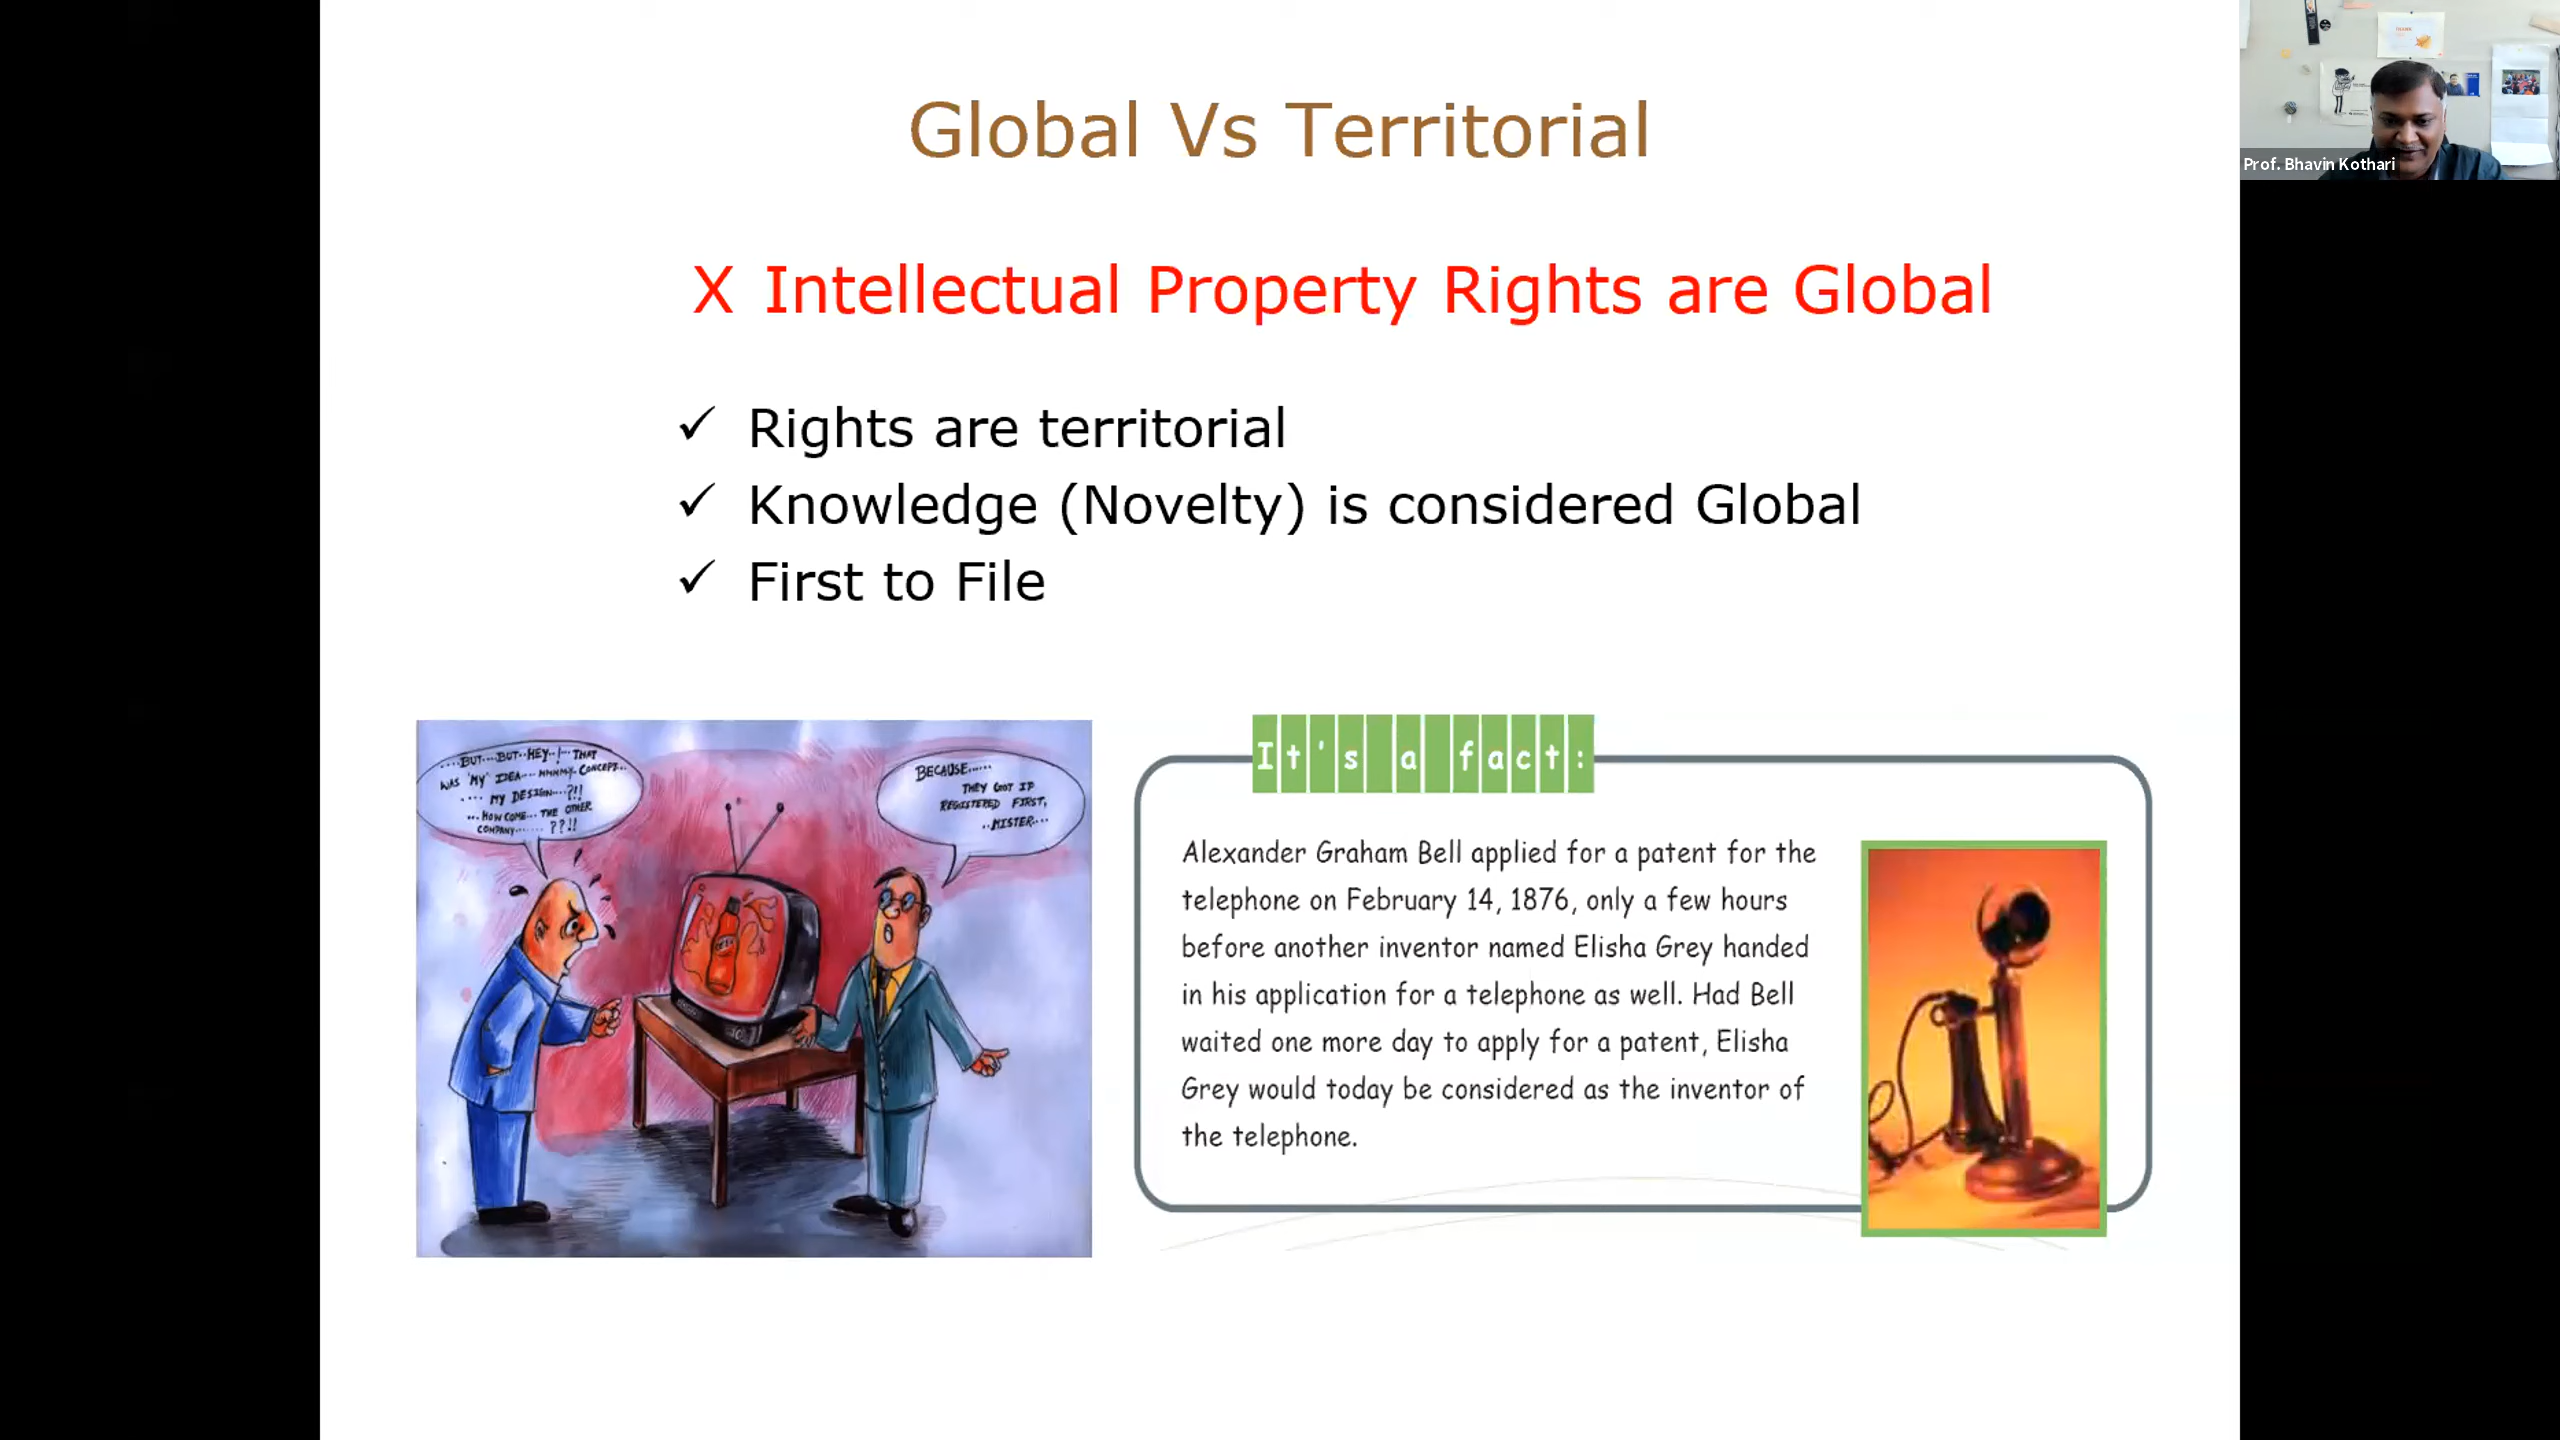 Global Vs Territorial
X Intellectual Property Rights are Global
✓ Rights are territorial
✓ Knowledge (Novelty) is considered Global
✓ First to File
....BUT....BUT..HEY..!... THAT
WAS 'MY' IDEA.... MMMMY. CONCEPT...
.... MY DESIGN....?!!
...HOW COME... THE OTHER
COMPANY....... ??!!
BECAUSE......
THEY GOT IP
REGISTERED FIRST,
..MISTER....
It's a fact:
Alexander Graham Bell applied for a patent for the
telephone on February 14, 1876, only a few hours
before another inventor named Elisha Grey handed
in his application for a telephone as well. Had Bell
waited one more day to apply for a patent, Elisha
Grey would today be considered as the inventor of
the telephone.
Prof. Bhavin Kothari